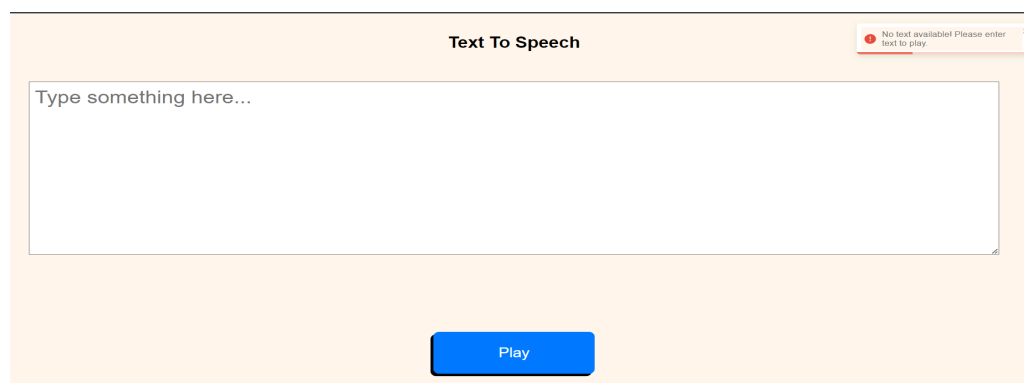 Text To Speech
No text available! Please enter
text to play.
Type something here...
Play